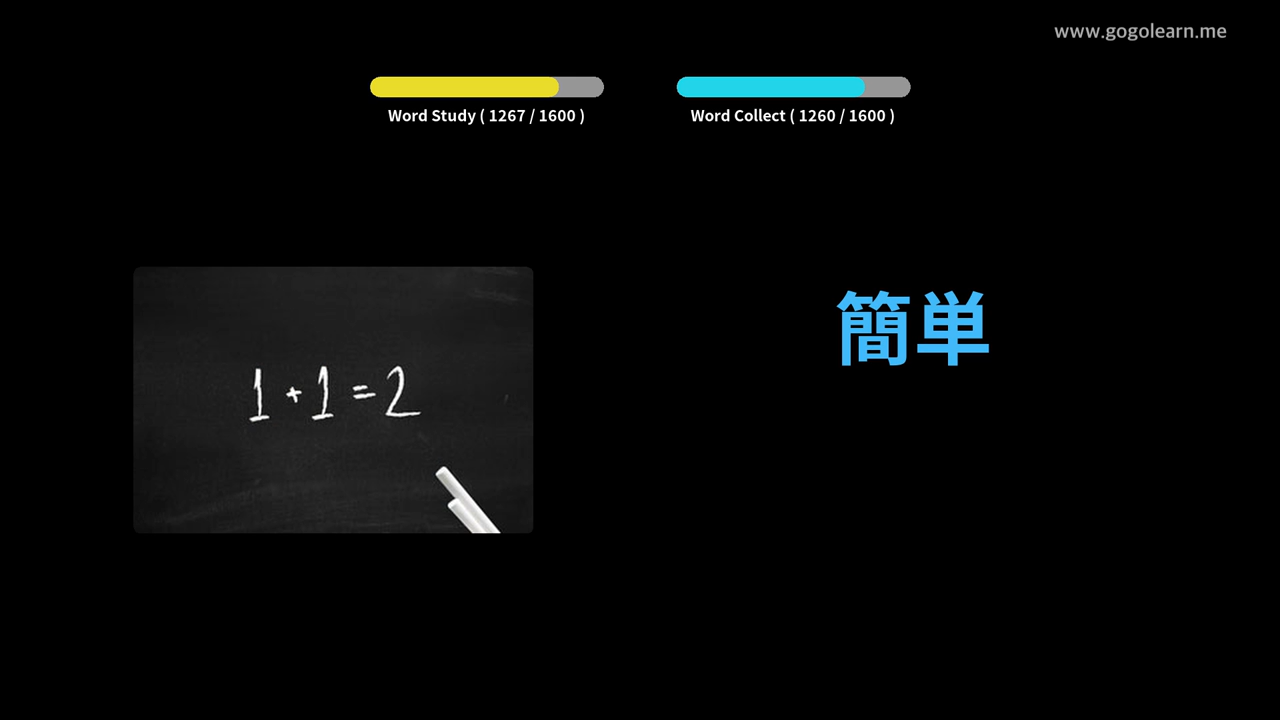 www.gogolearn.me
Word Study ( 1267 / 1600 )
Word Collect ( 1260 / 1600 )
簡単
1 + 1 = 2